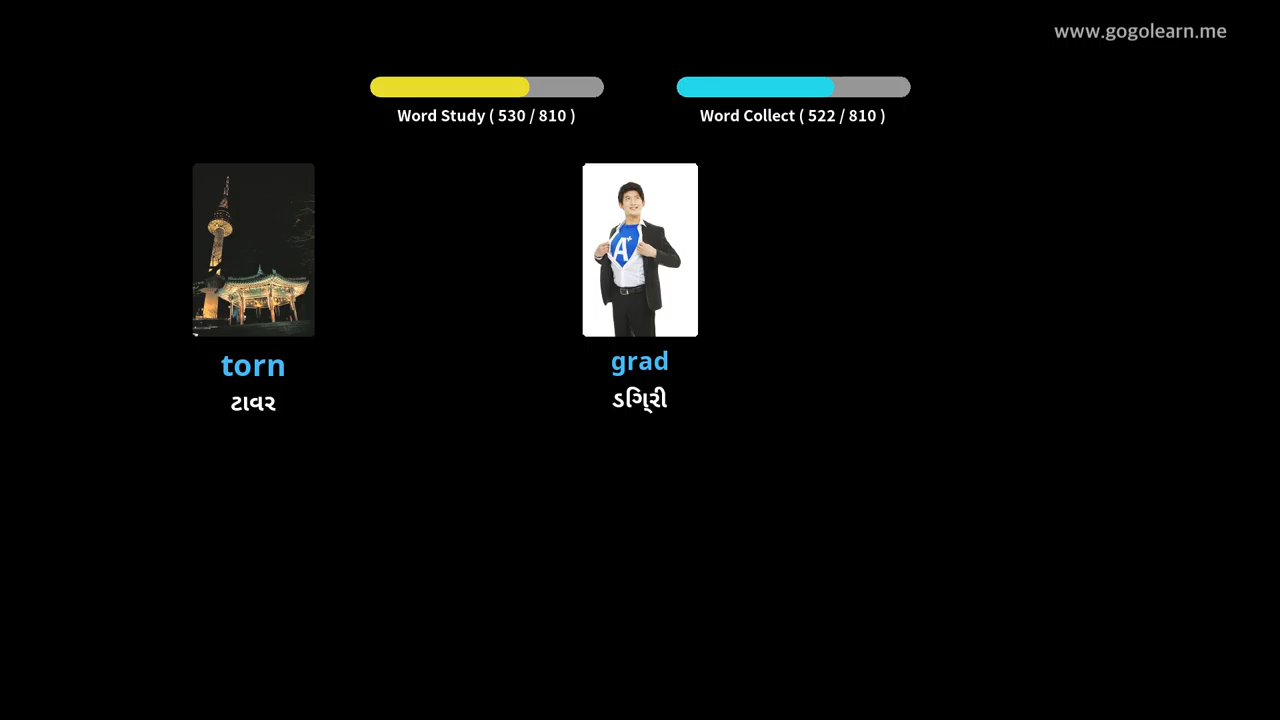 www.gogolearn.me
Word Study ( 530 / 810 )
Word Collect ( 522 / 810 )
A+
torn
ટાવર
grad
ડિગ્રી